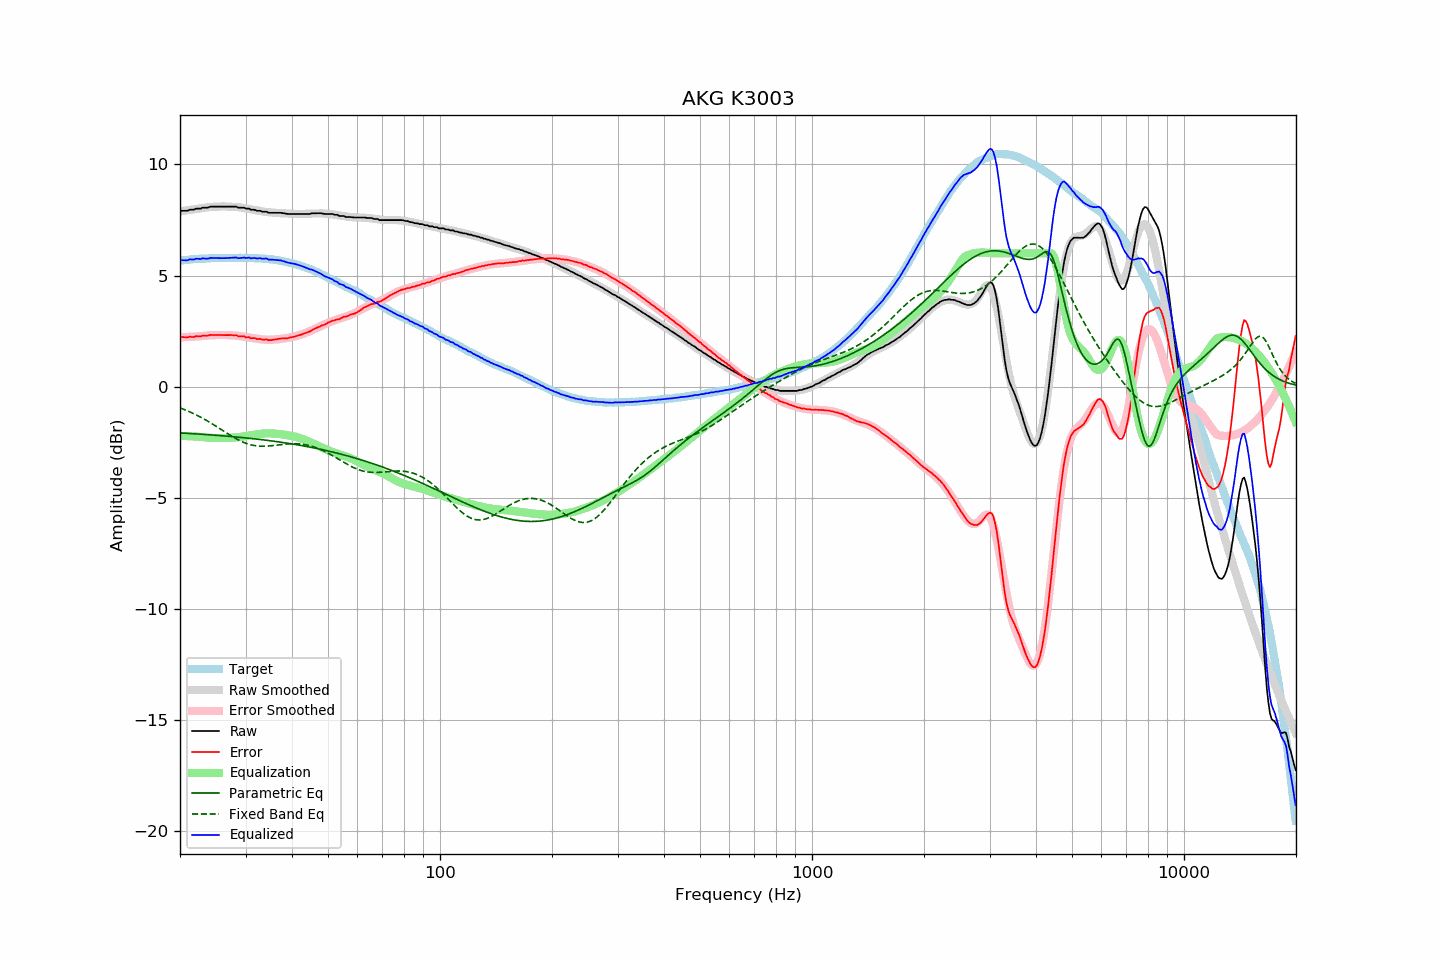 AKG K3003
Amplitude (dBr)
10
5
0
−5
−10
−15
−20
Target
Raw Smoothed
Error Smoothed
Raw
Error
Equalization
Parametric Eq
Fixed Band Eq
Equalized
100
1000
10000
Frequency (Hz)